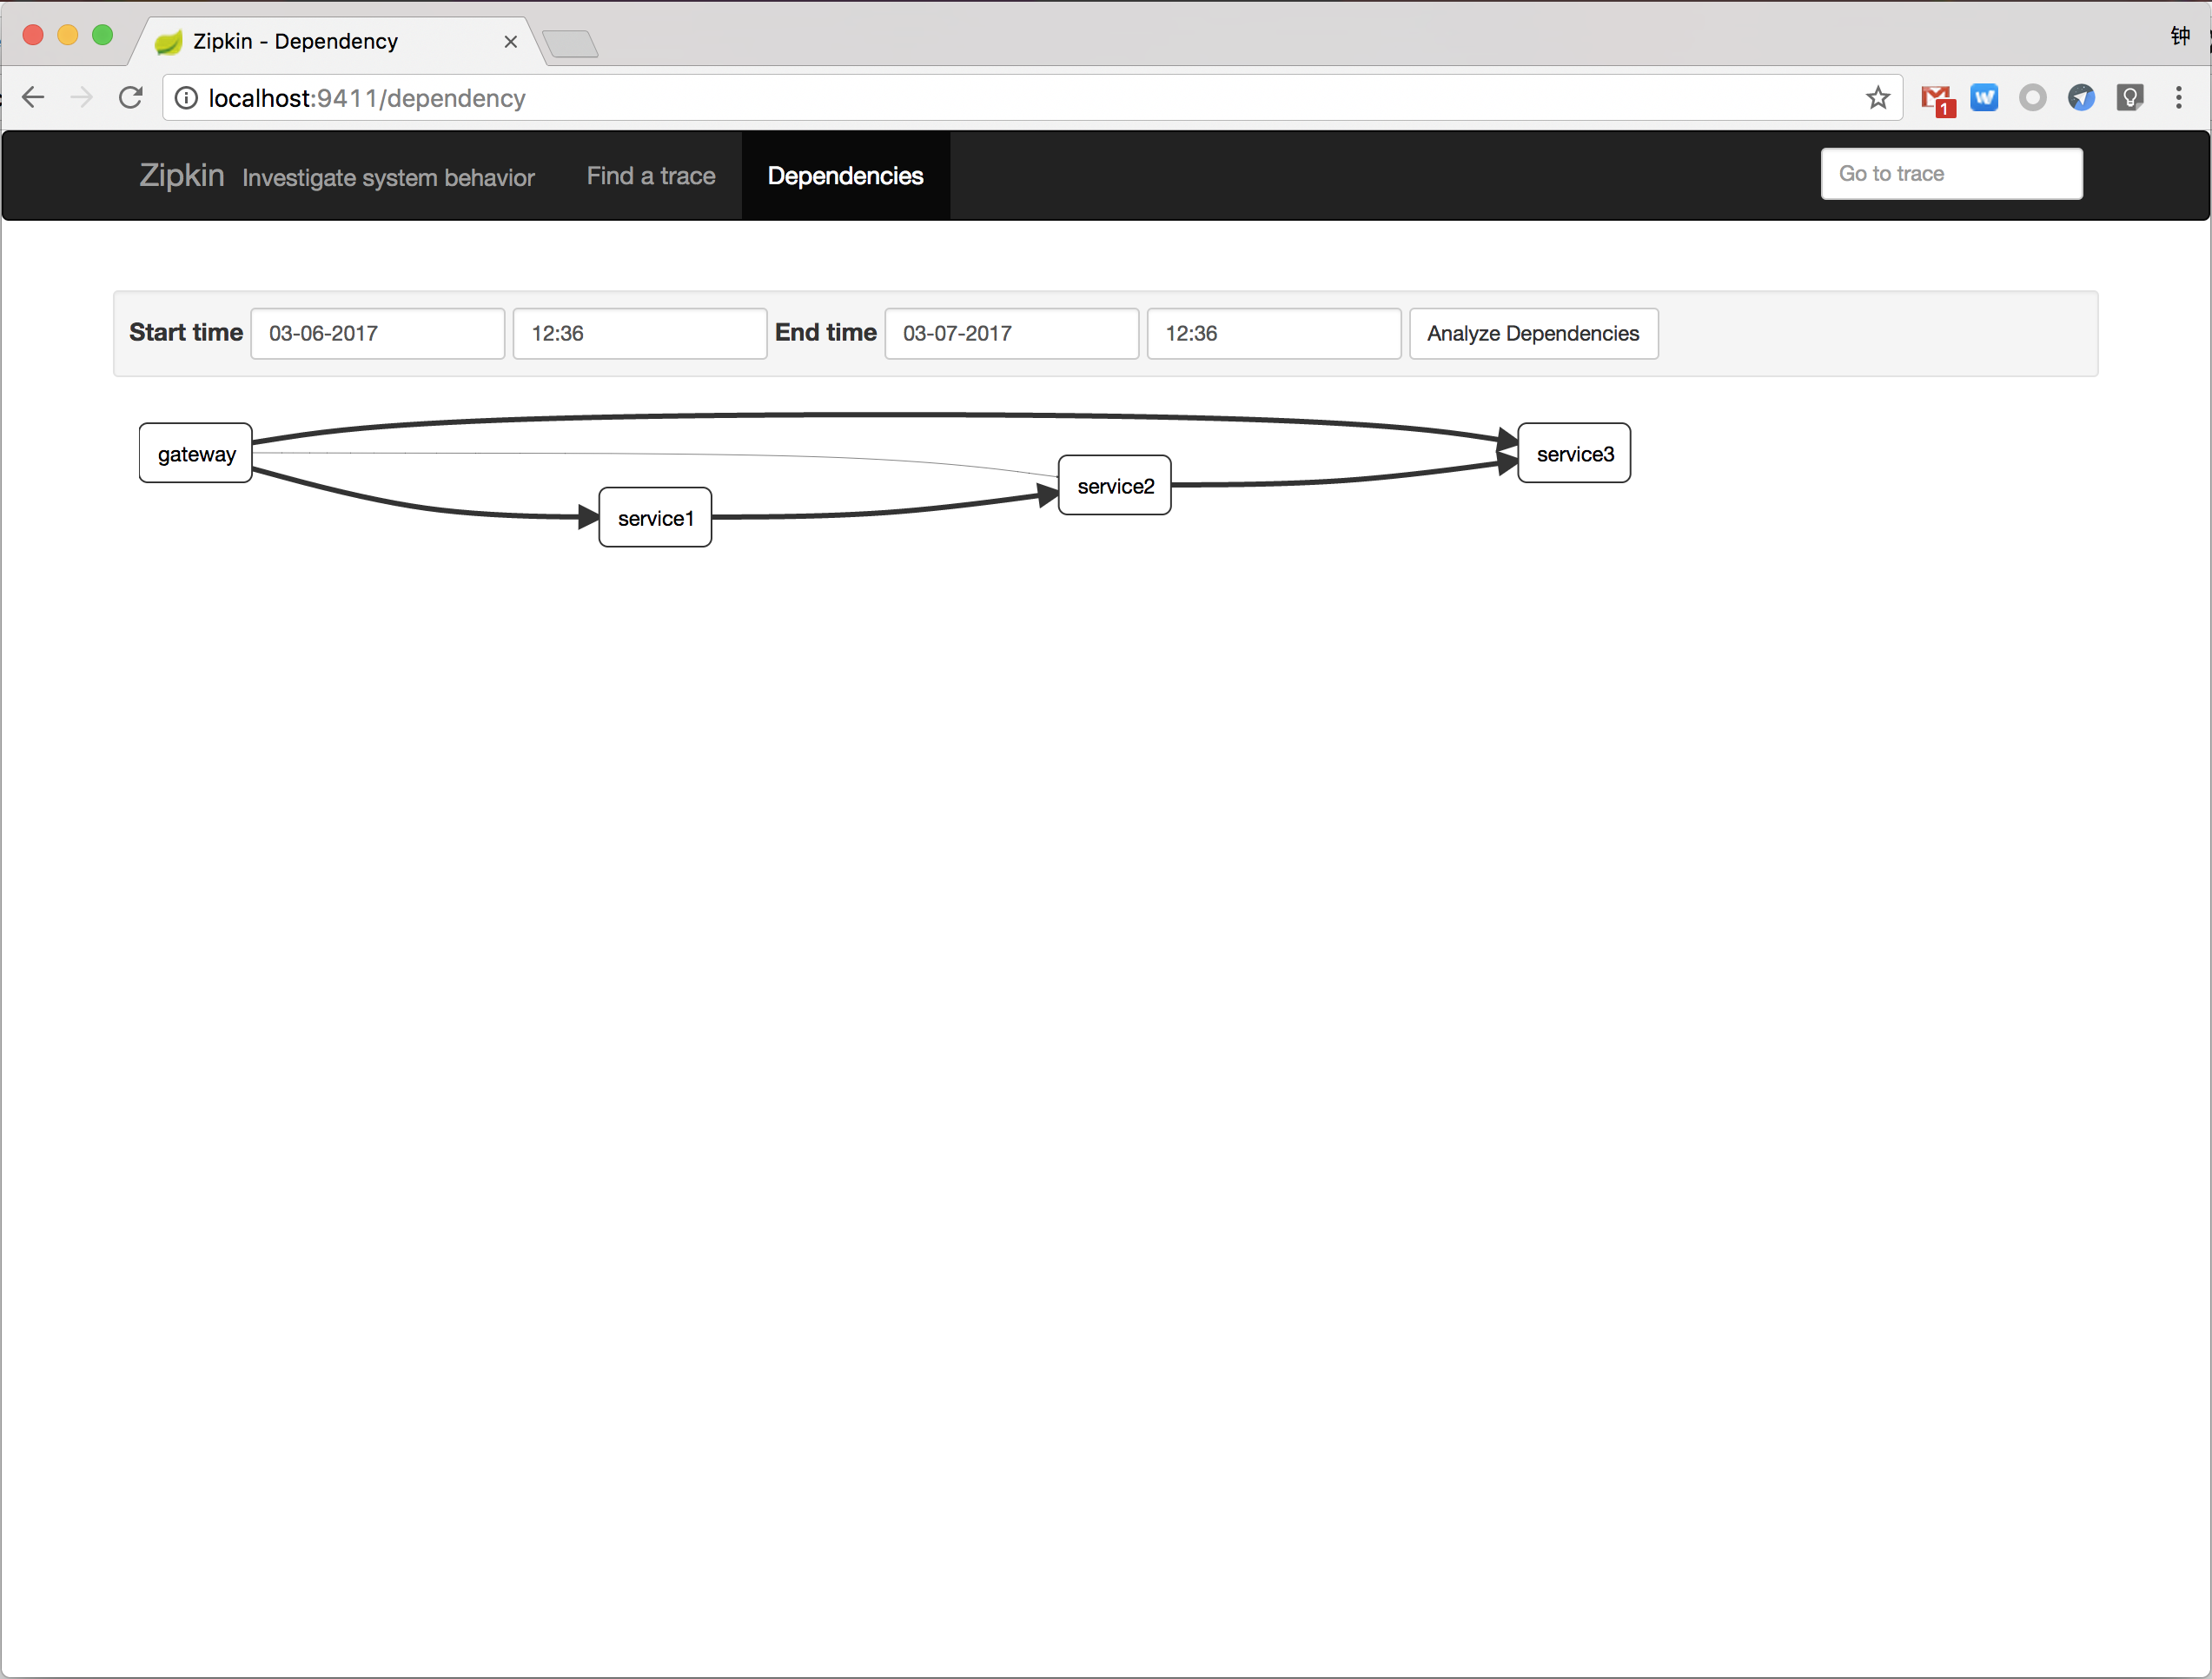 Zipkin - Dependency
钟
localhost:9411/dependency
1
Zipkin Investigate system behavior Find a trace Dependencies Go to trace
Start time 03-06-2017 12:36 End time 03-07-2017 12:36 Analyze Dependencies
gateway
service3
service2
service1